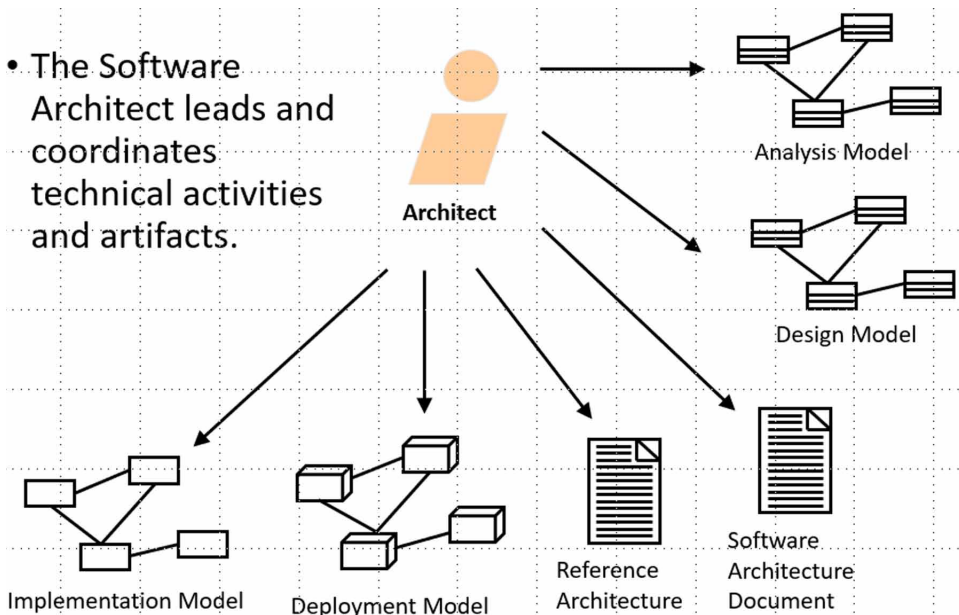 • The Software
Architect leads and
coordinates
technical activities
and artifacts.
Architect
Analysis Model
Design Model
Implementation Model
Deployment Model
Reference
Architecture
Software
Architecture
Document